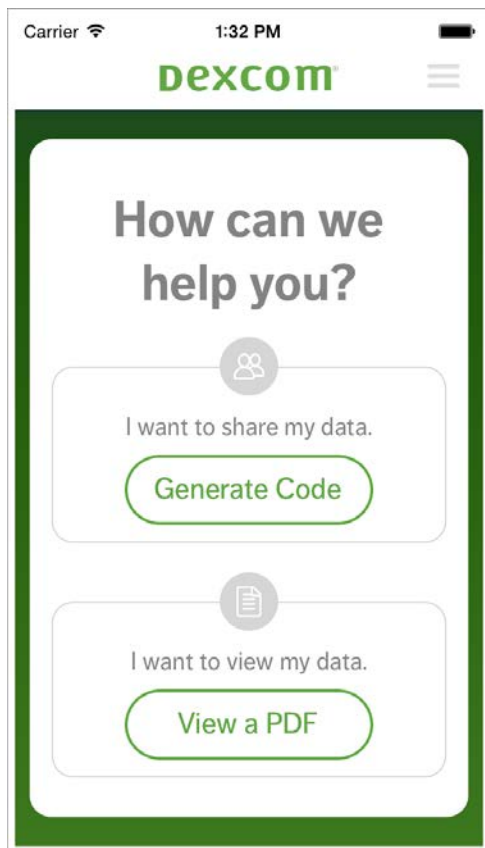 Carrier 1:32 PM
Dexcom
How can we
help you?
I want to share my data.
Generate Code
I want to view my data.
View a PDF